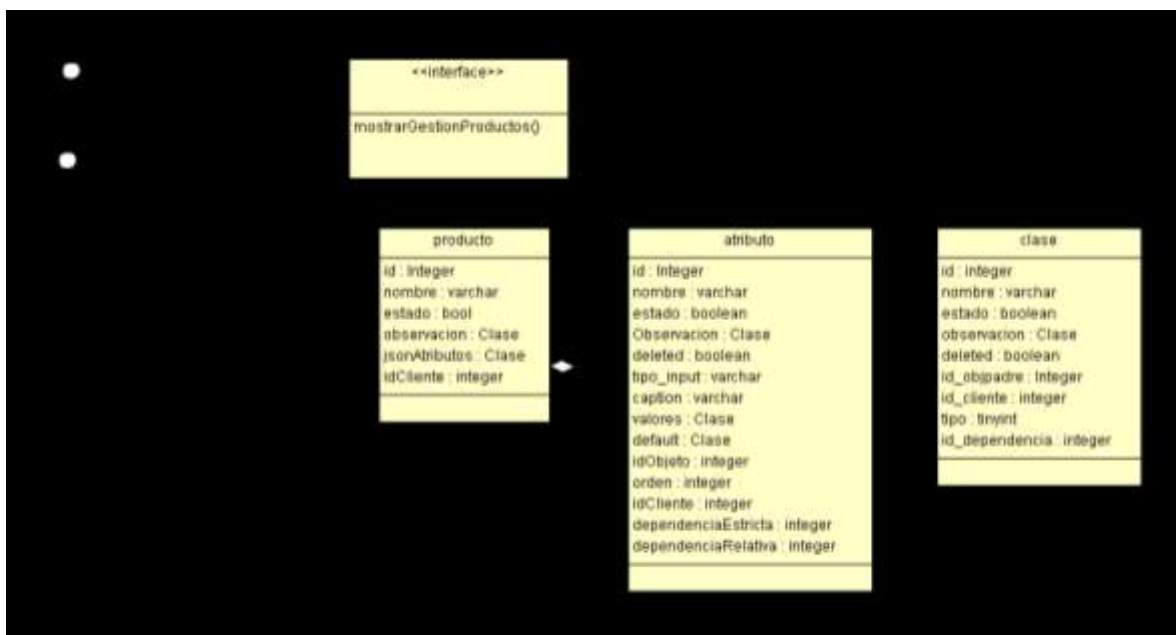 <<interface>>
mostrarGestionProductos()
producto
id : Integer
nombre : varchar
estado : bool
observacion : Clase
jsonAtributos : Clase
idCliente : integer
atributo
id : Integer
nombre : varchar
estado : boolean
Observacion : Clase
deleted : boolean
tipo_input : varchar
caption : varchar
valores : Clase
default : Clase
idObjeto : integer
orden : integer
idCliente : integer
dependenciaEstricta : integer
dependenciaRelativa : integer
clase
id : integer
nombre : varchar
estado : boolean
observacion : Clase
deleted : boolean
id_objpadre : Integer
id_cliente : integer
tipo : tinyint
id_dependencia : integer